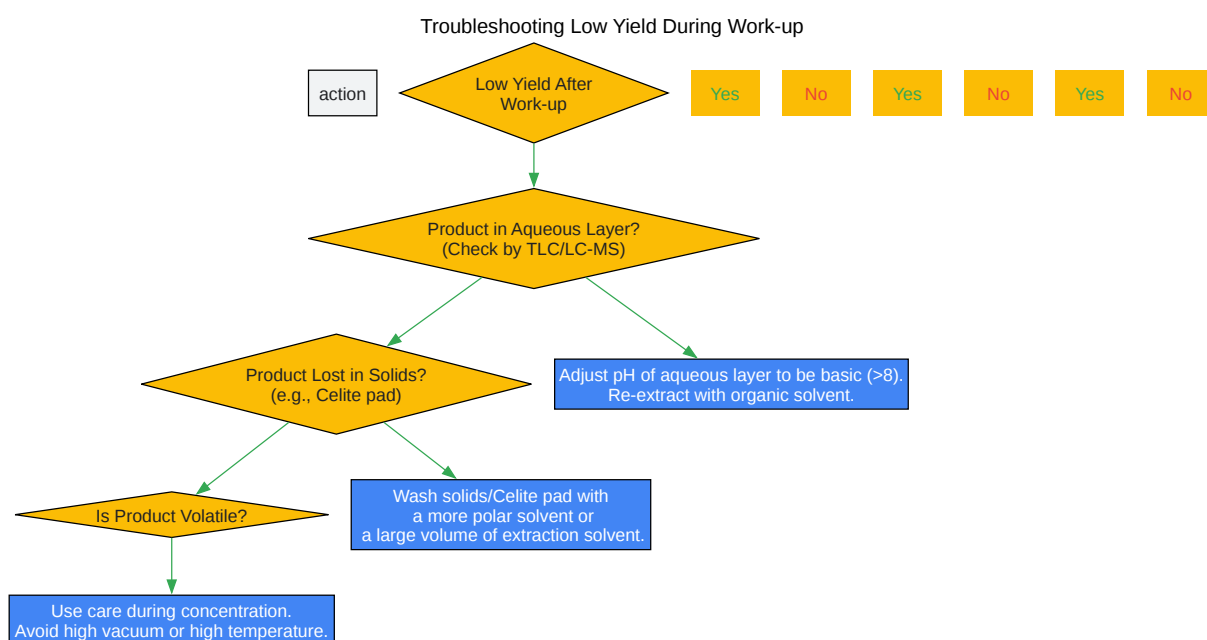 Troubleshooting Low Yield During Work-up
action
Low Yield After
Work-up
Yes
No
Yes
No
Yes
No
Product in Aqueous Layer?
(Check by TLC/LC-MS)
Product Lost in Solids?
(e.g., Celite pad)
Adjust pH of aqueous layer to be basic (>8).
Re-extract with organic solvent.
Is Product Volatile?
Wash solids/Celite pad with
a more polar solvent or
a large volume of extraction solvent.
Use care during concentration.
Avoid high vacuum or high temperature.